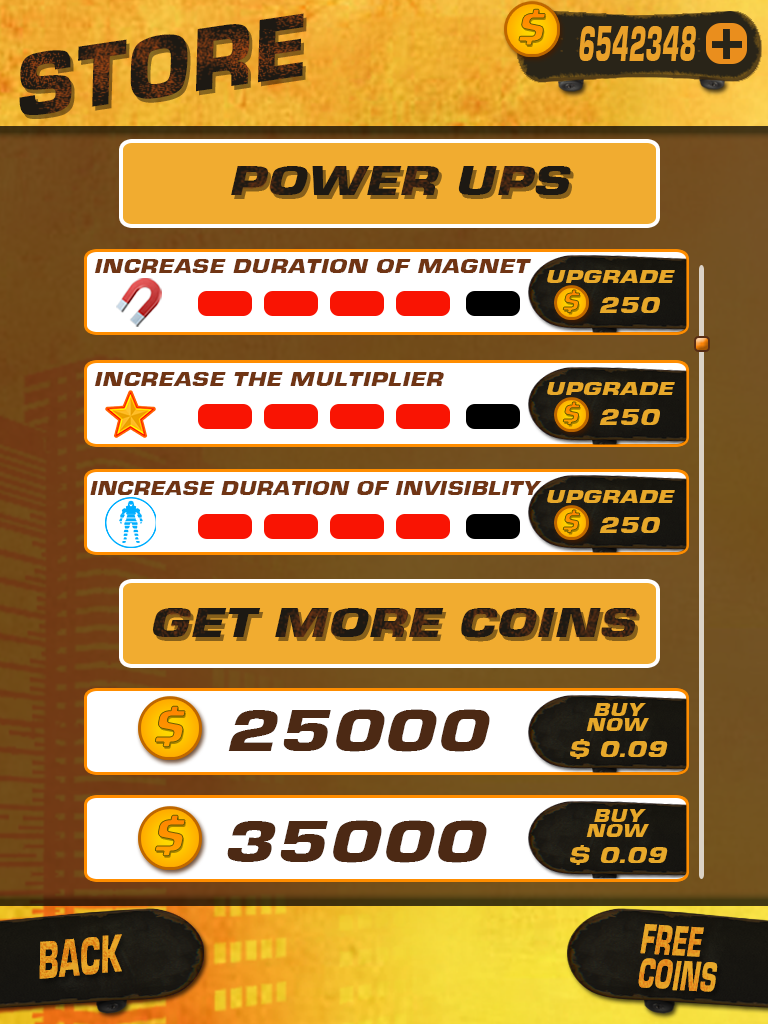 STORE
$ 6542348 +
POWER UPS
INCREASE DURATION OF MAGNET
UPGRADE
$ 250
INCREASE THE MULTIPLIER
UPGRADE
$ 250
INCREASE DURATION OF INVISIBLITY
UPGRADE
$ 250
GET MORE COINS
$ 25000
BUY
NOW
$ 0.09
$ 35000
BUY
NOW
$ 0.09
BACK
FREE
COINS